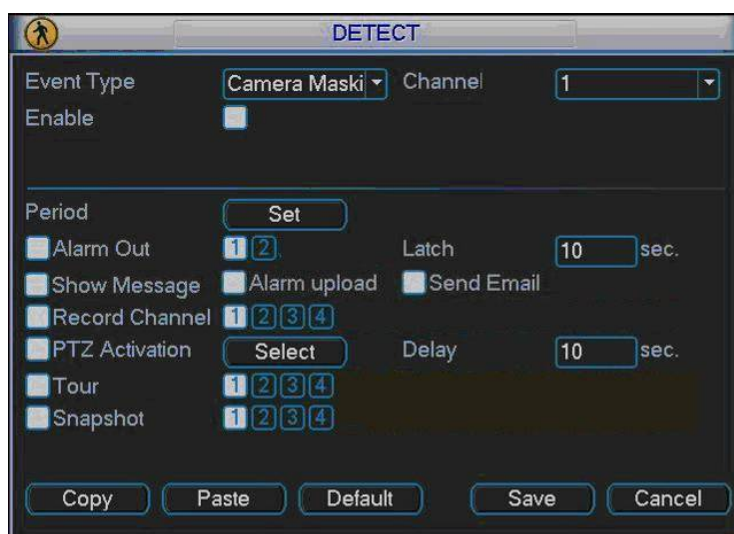 DETECT
Event Type Camera Maski Channel 1
Enable
Period Set
Alarm Out 1 2 Latch 10 sec.
Show Message Alarm upload Send Email
Record Channel 1 2 3 4
PTZ Activation Select Delay 10 sec.
Tour 1 2 3 4
Snapshot 1 2 3 4
Copy Paste Default Save Cancel